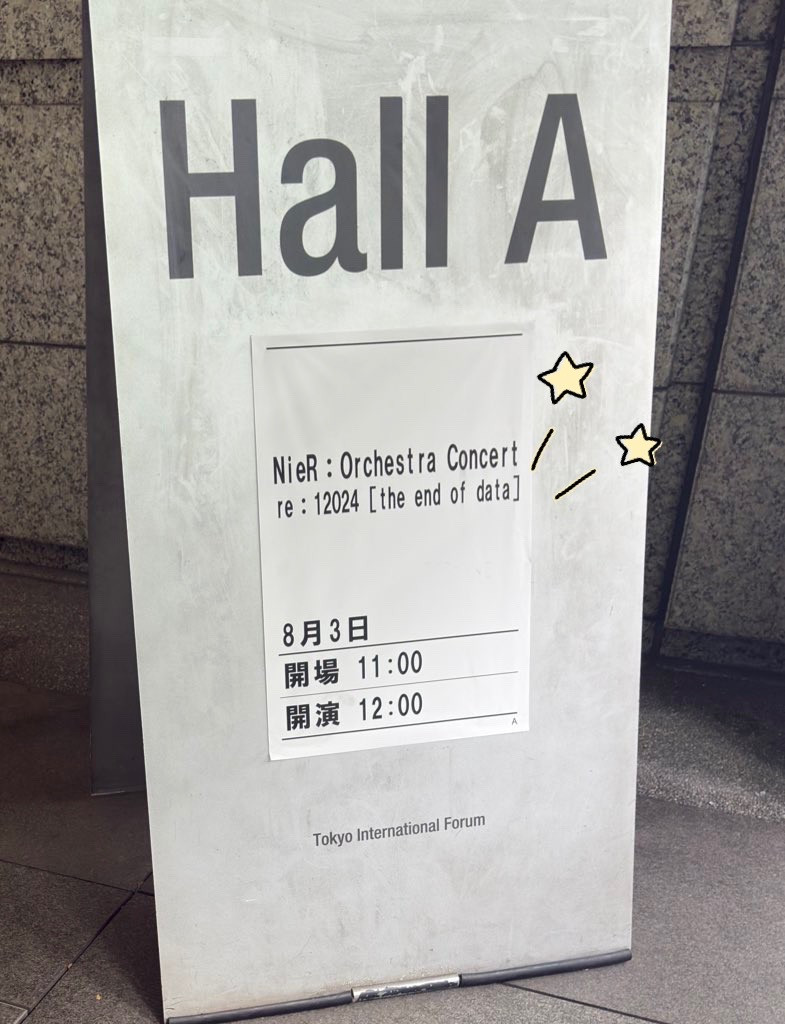 Hall A
NieR：Orchestra Concert
re：12024 [the end of data]
8月3日
開場 11:00
開演 12:00
A
Tokyo International Forum